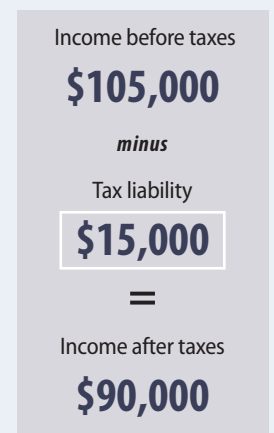 Income before taxes
$105,000
minus
Tax liability
$15,000
=
Income after taxes
$90,000